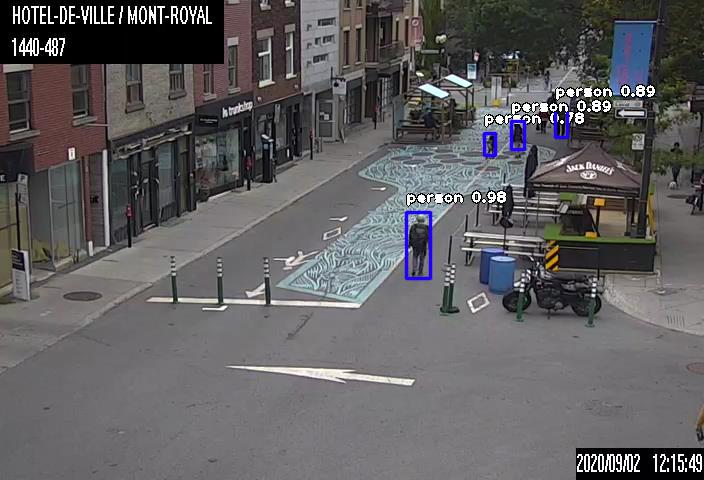 HOTEL-DE-VILLE / MONT-ROYAL
1440-487
person 0.89
person 0.89
person 0.78
person 0.98
JACK DANIEL'S
2020/09/02 12:15:49